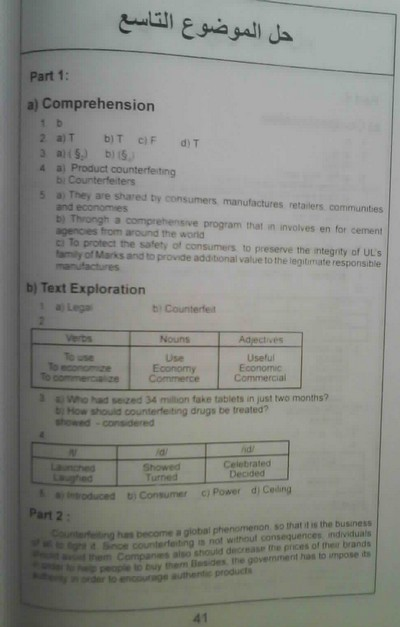 حل الموضوع التاسع
Part 1:
a) Comprehension
1. b
2. a) T b) T c) F d) T
3. a) (§2) b) (§
4. a) Product counterfeiting
b) Counterfeiters
5. a) They are shared by consumers, manufactures retailers, communities
and economies
b) Through a comprehensive program that in involves en for cement
agencies from around the world
c) To protect the safety of consumers, to preserve the integrity of UL's
family of Marks and to provide additional value to the legitimate responsible
manufactures
b) Text Exploration
1. a) Legal b) Counterfeit
2.
Verbs Nouns Adjectives
To use Use Useful
To economize Economy Economic
To commercialize Commerce Commercial
3. a) Who had seized 34 million fake tablets in just two months?
b) How should counterfeiting drugs be treated?
showed - considered
4.
/t/ /d/ /id/
Launched Showed Celebrated
Laughed Turned Decided
5. a) Introduced b) Consumer c) Power d) Ceiling
Part 2 :
Counterfeiting has become a global phenomenon, so that it is the business
of us to fight it. Since counterfeiting is not without consequences, individuals
should avoid them. Companies also should decrease the prices of their brands
in order to help people to buy them. Besides, the government has to impose its
authority in order to encourage authentic products.
41